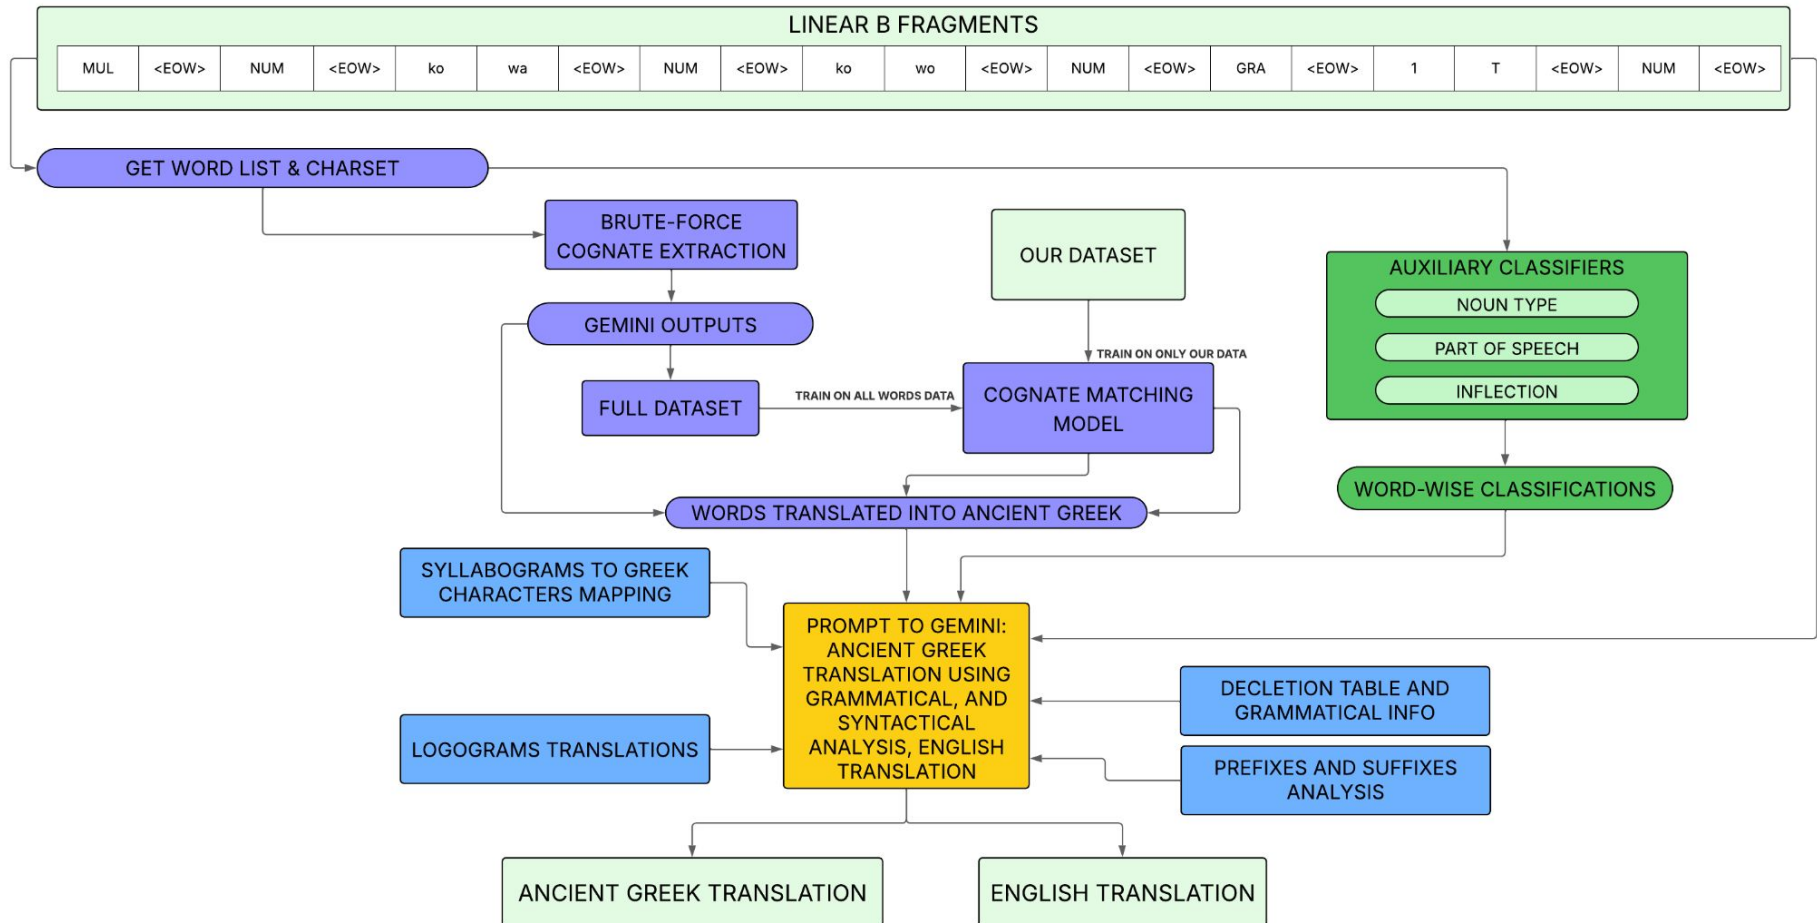 LINEAR B FRAGMENTS
MUL <EOW> NUM <EOW> ko wa <EOW> NUM <EOW> ko wo <EOW> NUM <EOW> GRA <EOW> 1 T <EOW> NUM <EOW>
GET WORD LIST & CHARSET
BRUTE-FORCE
COGNATE EXTRACTION
OUR DATASET
AUXILIARY CLASSIFIERS
NOUN TYPE
PART OF SPEECH
INFLECTION
GEMINI OUTPUTS
TRAIN ON ONLY OUR DATA
FULL DATASET
TRAIN ON ALL WORDS DATA
COGNATE MATCHING
MODEL
WORD-WISE CLASSIFICATIONS
WORDS TRANSLATED INTO ANCIENT GREEK
SYLLABOGRAMS TO GREEK
CHARACTERS MAPPING
PROMPT TO GEMINI:
ANCIENT GREEK
TRANSLATION USING
GRAMMATICAL, AND
SYNTACTICAL
ANALYSIS, ENGLISH
TRANSLATION
DECLETION TABLE AND
GRAMMATICAL INFO
LOGOGRAMS TRANSLATIONS
PREFIXES AND SUFFIXES
ANALYSIS
ANCIENT GREEK TRANSLATION
ENGLISH TRANSLATION